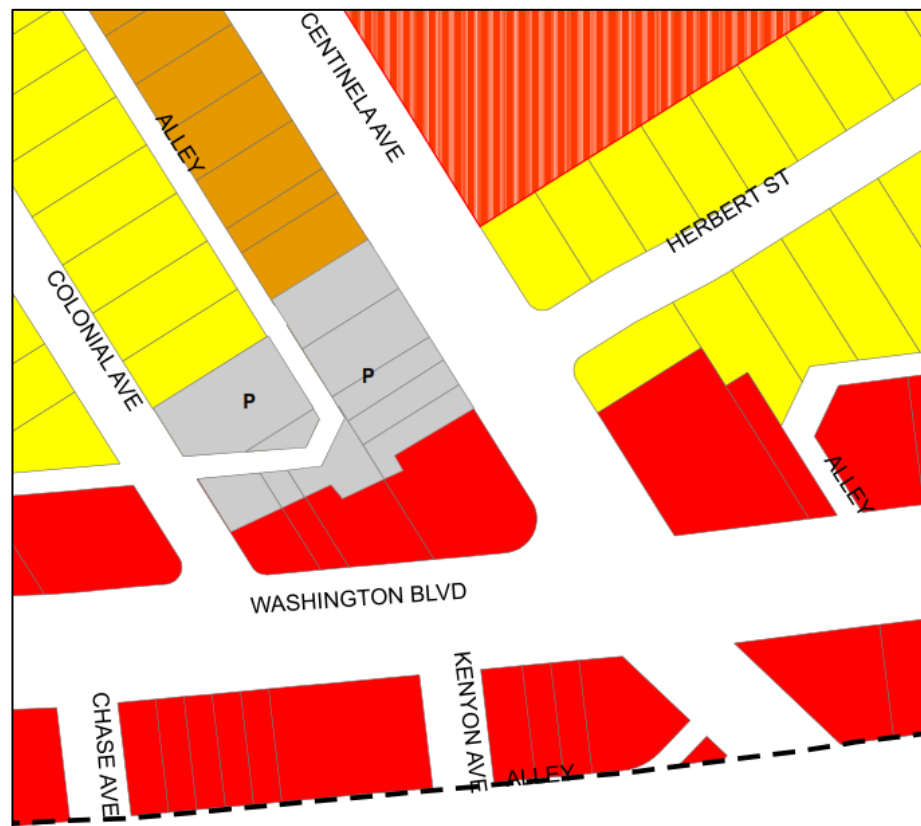 CENTINELA AVE
ALLEY
HERBERT ST
COLONIAL AVE
P
P
ALLEY
WASHINGTON BLVD
KENYON AVE
CHASE AVE
ALLEY